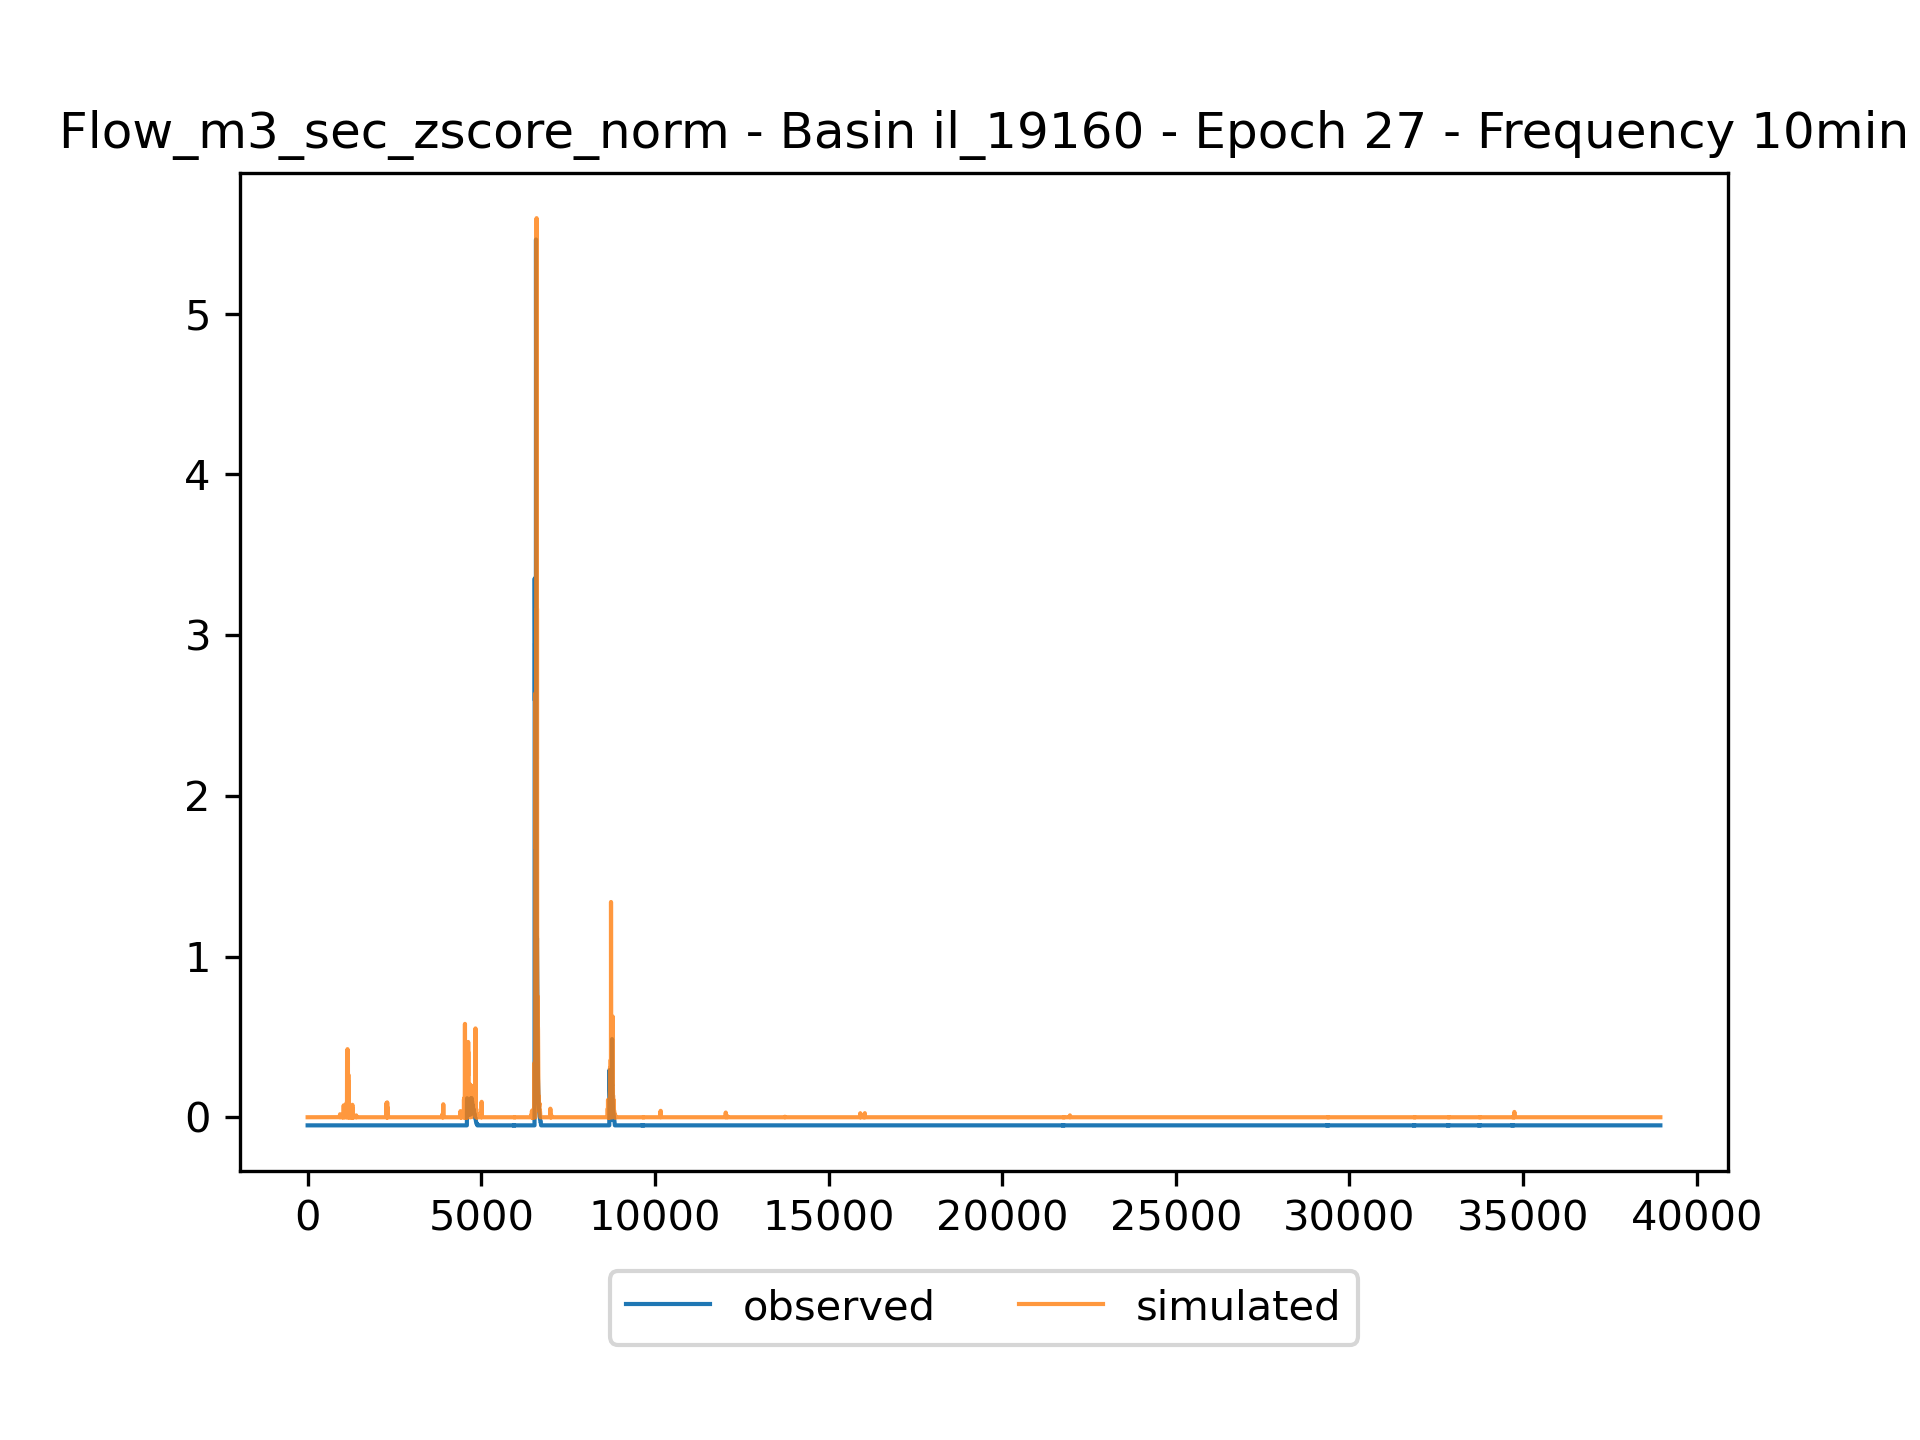 Flow_m3_sec_zscore_norm - Basin il_19160 - Epoch 27 - Frequency 10min
5
4
3
2
1
0
0 5000 10000 15000 20000 25000 30000 35000 40000
observed simulated